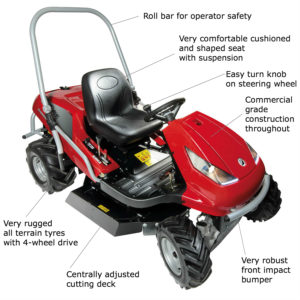 Roll bar for operator safety
Very comfortable cushioned
and shaped seat
with suspension
Easy turn knob
on steering wheel
Commercial
grade
construction
throughout
Very rugged
all terrain tyres
with 4-wheel drive
Centrally adjusted
cutting deck
Very robust
front impact
bumper